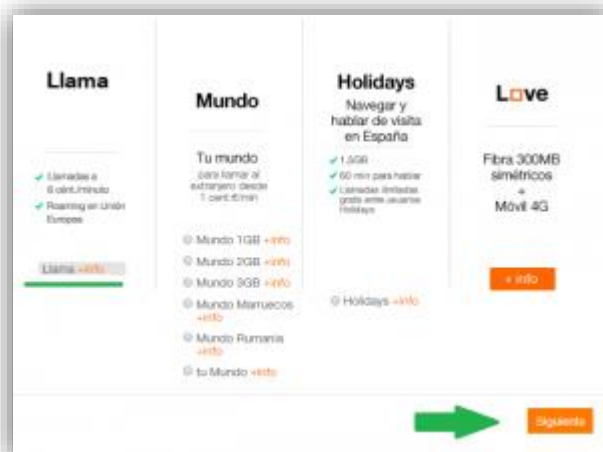 Llama
✓ Llamadas a
6 cént./minuto
✓ Roaming en Unión
Europea
Llama +info
Mundo
Tu mundo
para llamar al
extranjero desde
1 cent.€/min
Mundo 1GB +info
Mundo 2GB +info
Mundo 3GB +info
Mundo Marruecos
+info
Mundo Rumania
+info
tu Mundo +info
Holidays
Navegar y
hablar de visita
en España
✓ 1,5GB
✓ 60 min para hablar
✓ Llamadas ilimitadas
gratis entre usuarios
Holidays
Holidays +info
Love
Fibra 300MB
simétricos
+
Móvil 4G
+ info
Siguiente